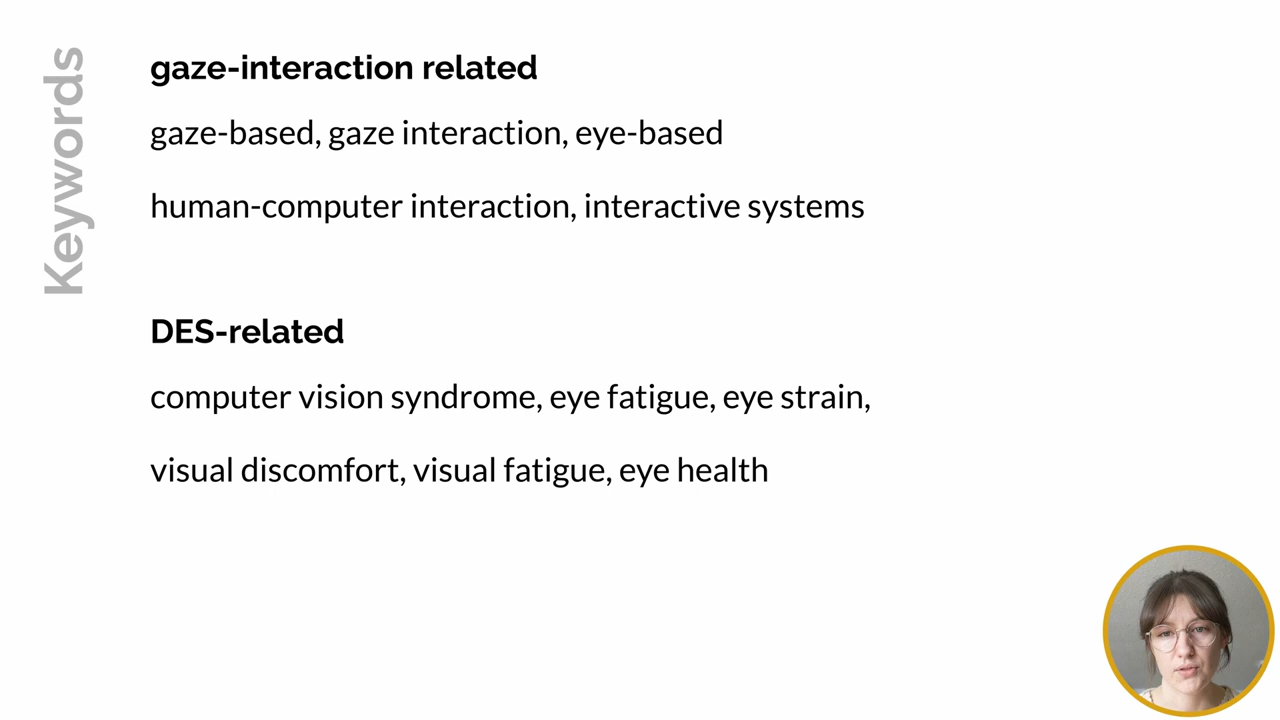 Keywords
gaze-interaction related
gaze-based, gaze interaction, eye-based
human-computer interaction, interactive systems
DES-related
computer vision syndrome, eye fatigue, eye strain,
visual discomfort, visual fatigue, eye health